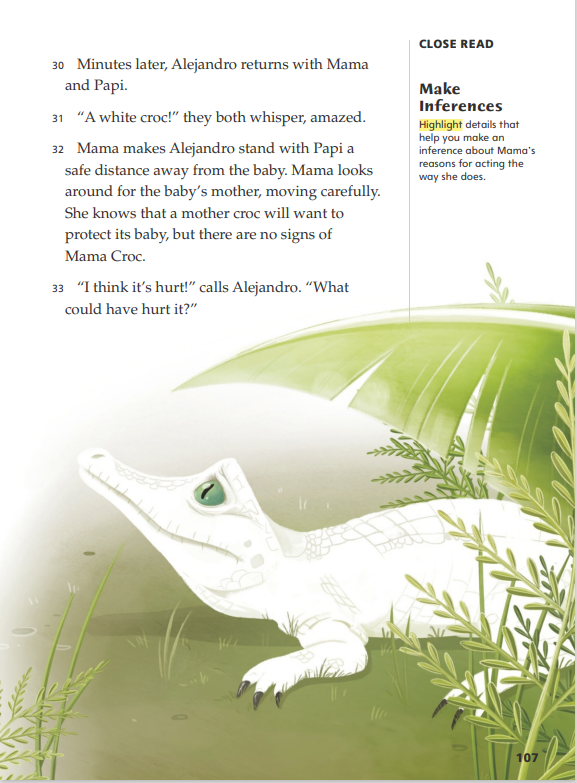 30 Minutes later, Alejandro returns with Mama
and Papi.
31 “A white croc!” they both whisper, amazed.
32 Mama makes Alejandro stand with Papi a
safe distance away from the baby. Mama looks
around for the baby’s mother, moving carefully.
She knows that a mother croc will want to
protect its baby, but there are no signs of
Mama Croc.
33 “I think it’s hurt!” calls Alejandro. “What
could have hurt it?”
CLOSE READ
Make
Inferences
Highlight details that
help you make an
inference about Mama’s
reasons for acting the
way she does.
107